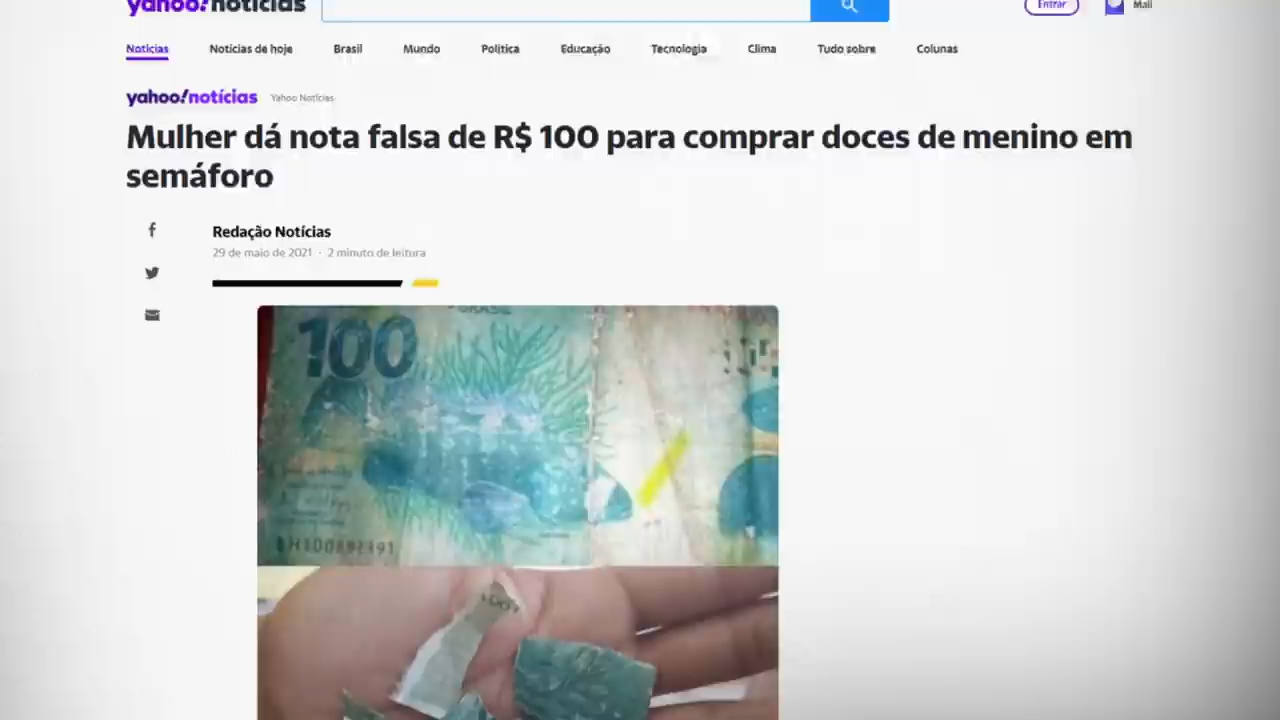 yahoo!notícias
Entrar
Mail
Notícias Notícias de hoje Brasil Mundo Política Educação Tecnologia Clima Tudo sobre Colunas
yahoo!notícias Yahoo Notícias
Mulher dá nota falsa de R$ 100 para comprar doces de menino em
semáforo
Redação Notícias
29 de maio de 2021 · 2 minuto de leitura
BRASIL
100
100